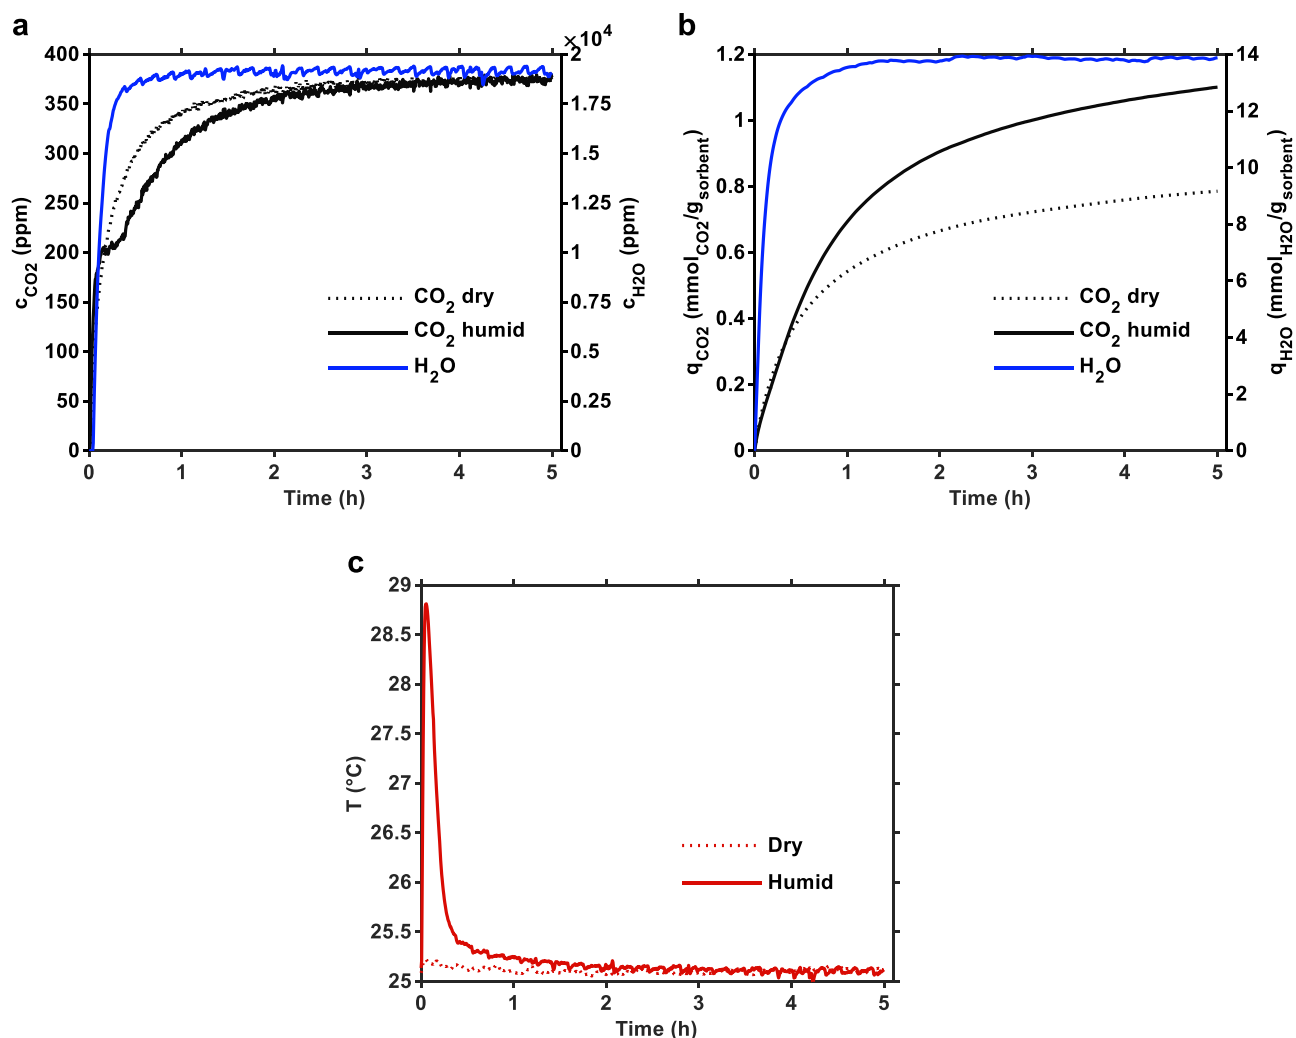 a
×10⁴
400
350
300
250
200
150
100
50
0
2
1.75
1.5
1.25
1
0.75
0.5
0.25
0
c_CO2 (ppm)
c_H2O (ppm)
CO₂ dry
CO₂ humid
H₂O
0 1 2 3 4 5
Time (h)
b
1.2
1
0.8
0.6
0.4
0.2
0
14
12
10
8
6
4
2
0
q_CO2 (mmol_CO2/g_sorbent)
q_H2O (mmol_H2O/g_sorbent)
CO₂ dry
CO₂ humid
H₂O
0 1 2 3 4 5
Time (h)
c
29
28.5
28
27.5
27
26.5
26
25.5
25
T (°C)
Dry
Humid
0 1 2 3 4 5
Time (h)